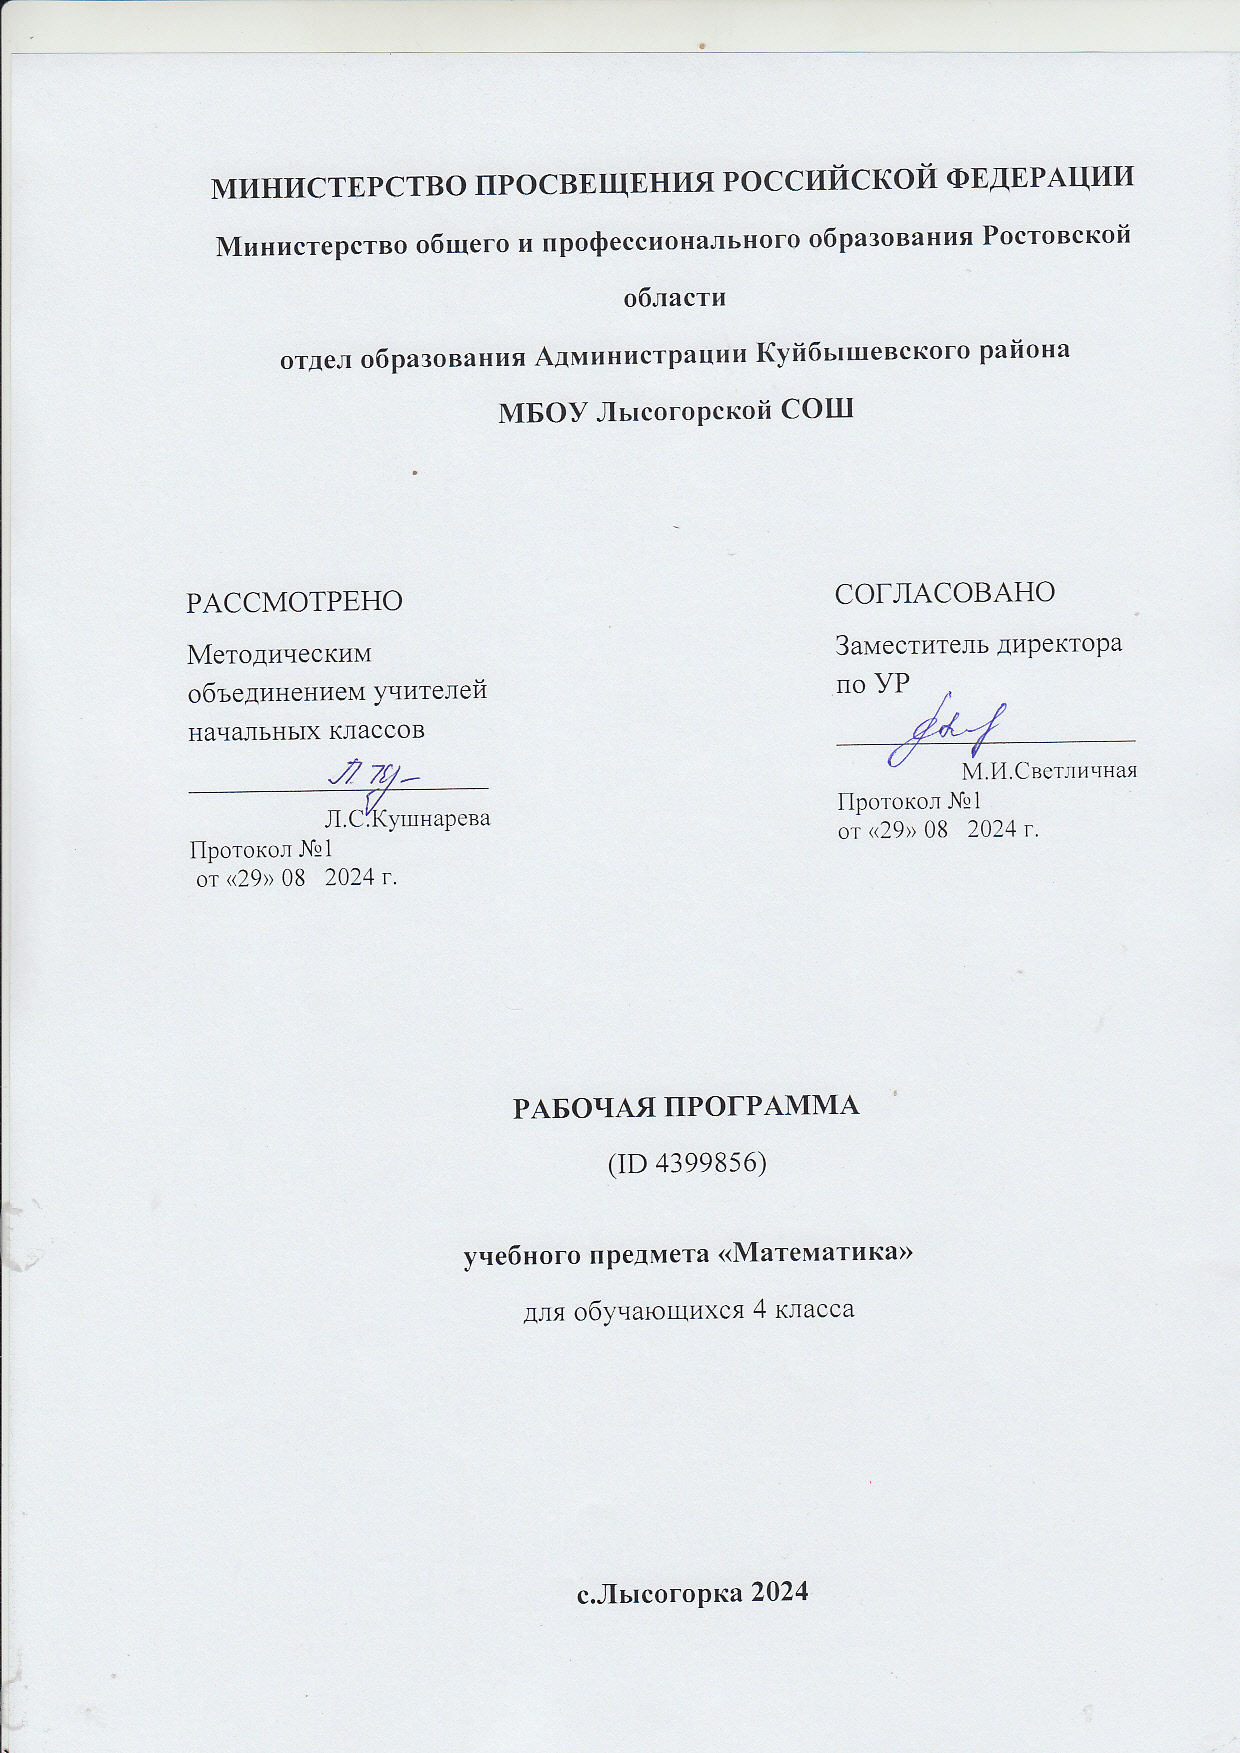 МИНИСТЕРСТВО ПРОСВЕЩЕНИЯ РОССИЙСКОЙ ФЕДЕРАЦИИ
Министерство общего и профессионального образования Ростовской
области
отдел образования Администрации Куйбышевского района
МБОУ Лысогорской СОШ
РАССМОТРЕНО
Методическим
объединением учителей
начальных классов
Л.С.Кушнарева
Протокол №1
от «29» 08 2024 г.
СОГЛАСОВАНО
Заместитель директора
по УР
М.И.Светличная
Протокол №1
от «29» 08 2024 г.
РАБОЧАЯ ПРОГРАММА
(ID 4399856)
учебного предмета «Математика»
для обучающихся 4 класса
с.Лысогорка 2024